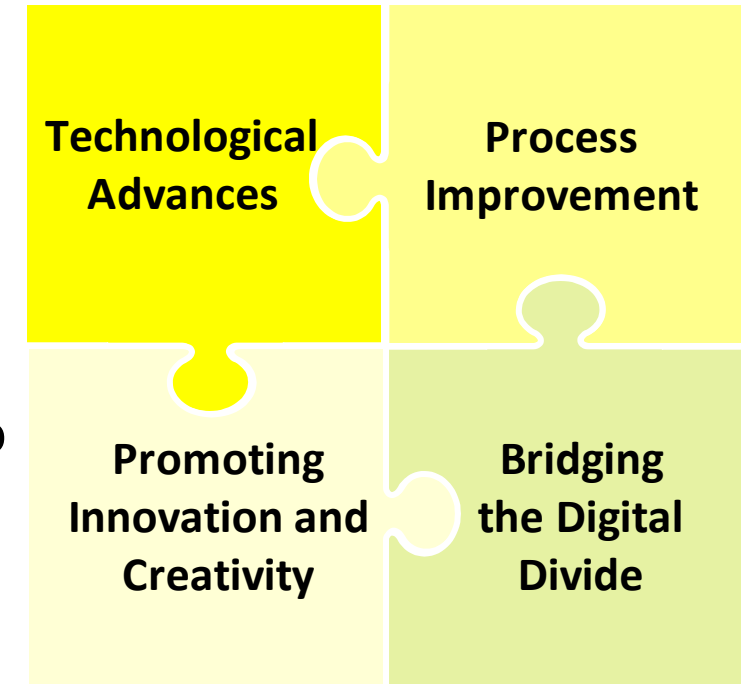 Technological
Advances
Process
Improvement
Promoting
Innovation and
Creativity
Bridging
the Digital
Divide